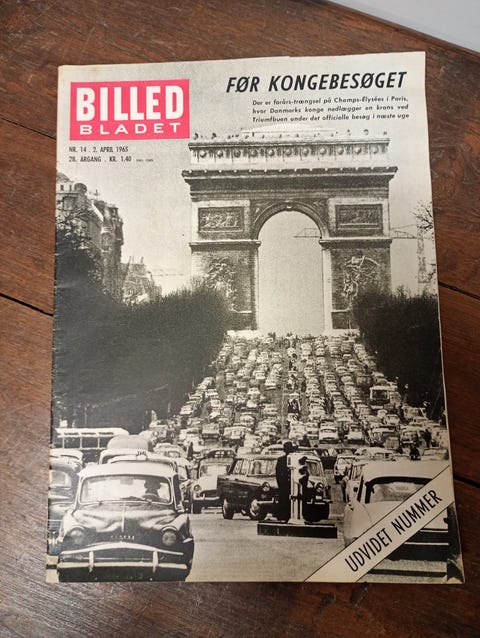 BILLED
BLADET
NR. 14 . 2. APRIL 1965
28. ÅRGANG . KR. 1.40
FØR KONGEBESØGET
Der er forårs-trængsel på Champs-Élysées i Paris,
hvor Danmarks konge nedlægger en krans ved
Triumfbuen under det officielle besøg i næste uge
UDVIDET NUMMER